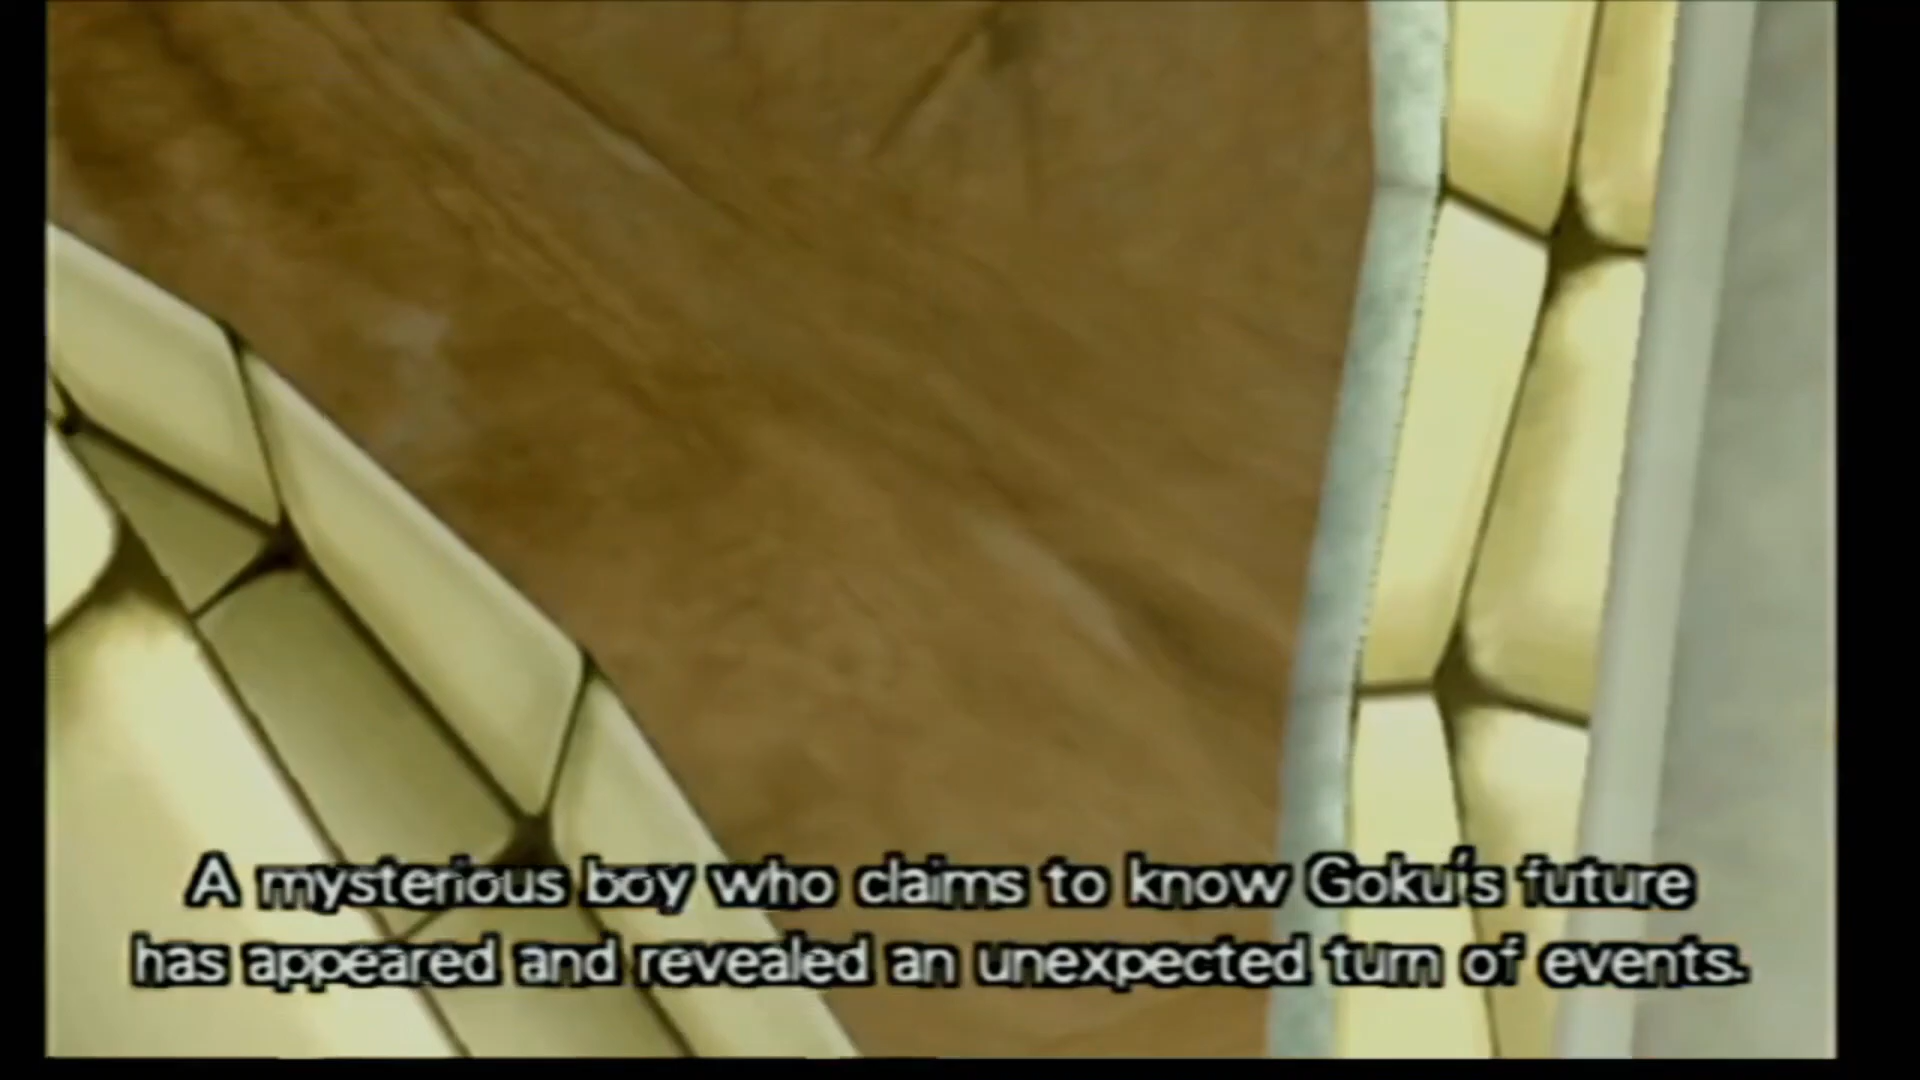 A mysterious boy who claims to know Goku's future
has appeared and revealed an unexpected turn of events.